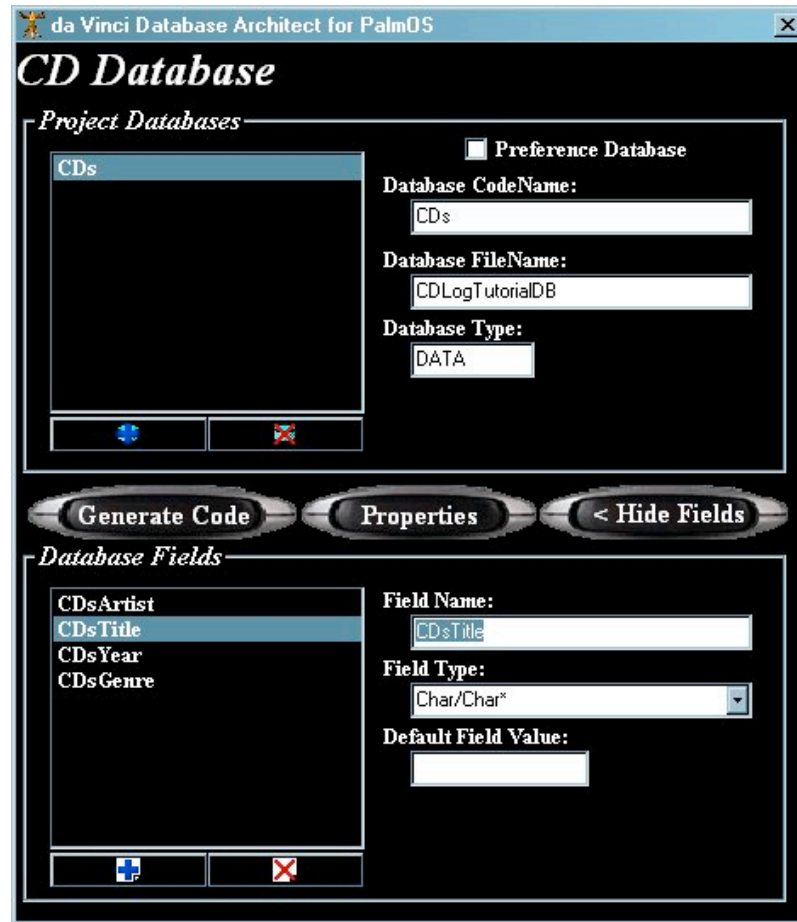 da Vinci Database Architect for PalmOS
CD Database
Project Databases
CDs
Preference Database
Database CodeName:
CDs
Database FileName:
CDLogTutorialDB
Database Type:
DATA
Generate Code
Properties
< Hide Fields
Database Fields
CDsArtist
CDsTitle
CDsYear
CDsGenre
Field Name:
CDsTitle
Field Type:
Char/Char*
Default Field Value: